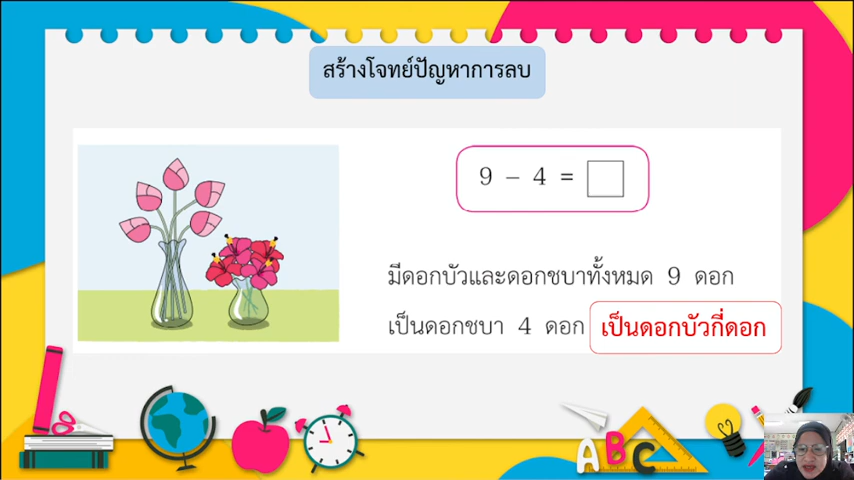 สร้างโจทย์ปัญหาการลบ
9 – 4 =
มีดอกบัวและดอกชบาทั้งหมด 9 ดอก
เป็นดอกชบา 4 ดอก เป็นดอกบัวกี่ดอก
ABC